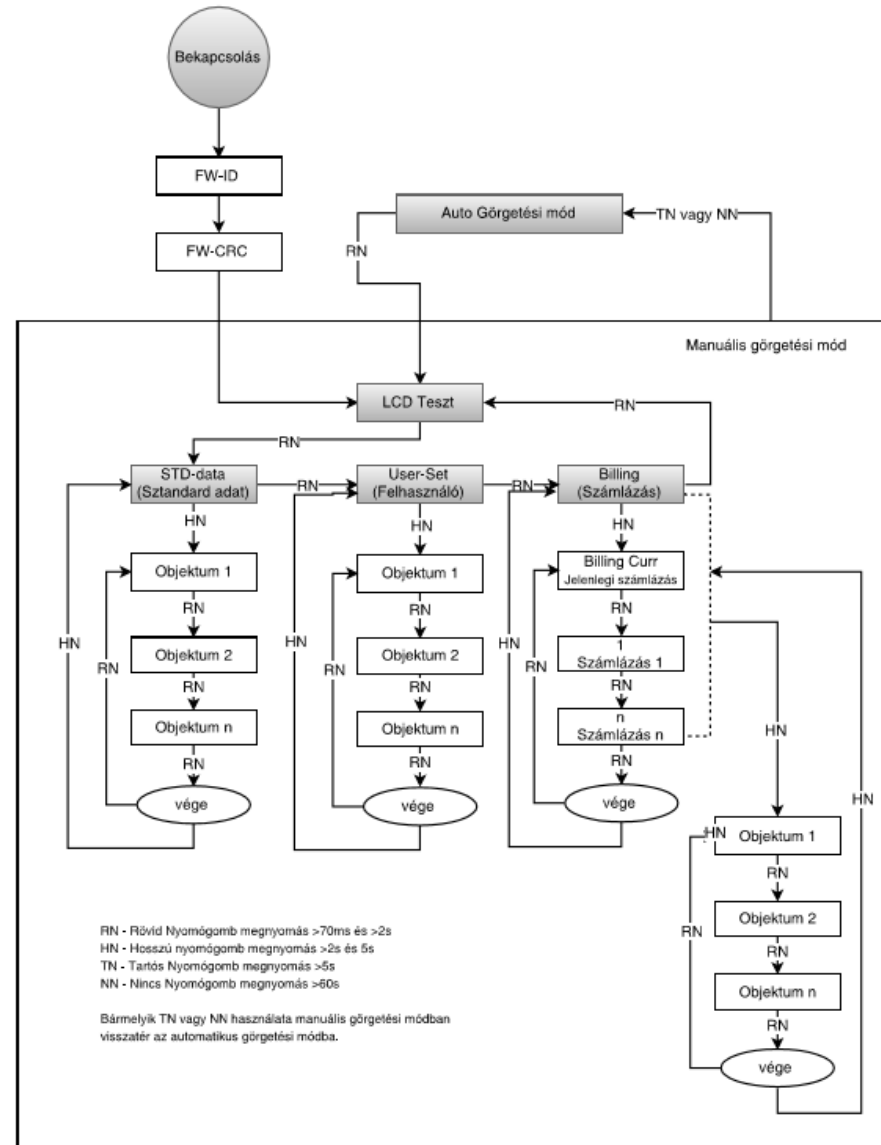 Bekapcsolás
FW-ID
FW-CRC
Auto Görgetési mód
TN vagy NN
RN
Manuális görgetési mód
LCD Teszt
RN
RN
STD-data
(Sztandard adat)
RN
User-Set
(Felhasználó)
RN
Billing
(Számlázás)
HN
Objektum 1
RN
Objektum 2
RN
Objektum n
RN
vége
RN
HN
HN
Objektum 1
RN
Objektum 2
RN
Objektum n
RN
vége
RN
HN
HN
Billing Curr
Jelenlegi számlázás
RN
1
Számlázás 1
RN
n
Számlázás n
RN
vége
RN
HN
HN
HN
HN
Objektum 1
RN
Objektum 2
RN
Objektum n
RN
vége
RN
RN - Rövid Nyomógomb megnyomás >70ms és >2s
HN - Hosszú nyomógomb megnyomás >2s és 5s
TN - Tartós Nyomógomb megnyomás >5s
NN - Nincs Nyomógomb megnyomás >60s
Bármelyik TN vagy NN használata manuális görgetési módban
visszatér az automatikus görgetési módba.